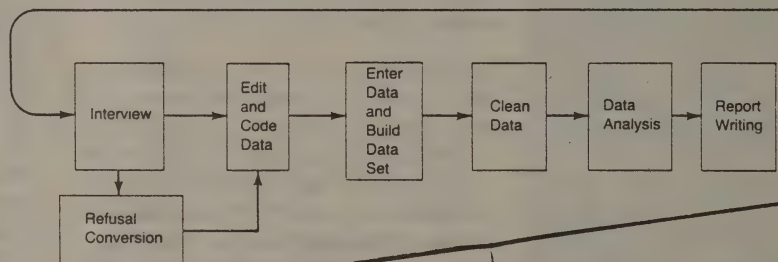 Interview
Edit
and
Code
Data
Enter
Data
and
Build
Data
Set
Clean
Data
Data
Analysis
Report
Writing
Refusal
Conversion